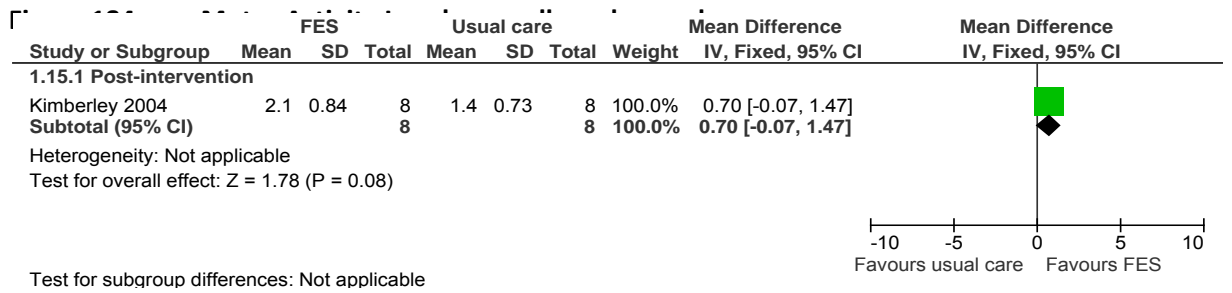 FES Usual care Mean Difference Mean Difference
Study or Subgroup Mean SD Total Mean SD Total Weight IV, Fixed, 95% CI IV, Fixed, 95% CI
1.15.1 Post-intervention
Kimberley 2004 2.1 0.84 8 1.4 0.73 8 100.0% 0.70 [-0.07, 1.47]
Subtotal (95% CI) 8 8 100.0% 0.70 [-0.07, 1.47]
Heterogeneity: Not applicable
Test for overall effect: Z = 1.78 (P = 0.08)
-10 -5 0 5 10
Favours usual care Favours FES
Test for subgroup differences: Not applicable